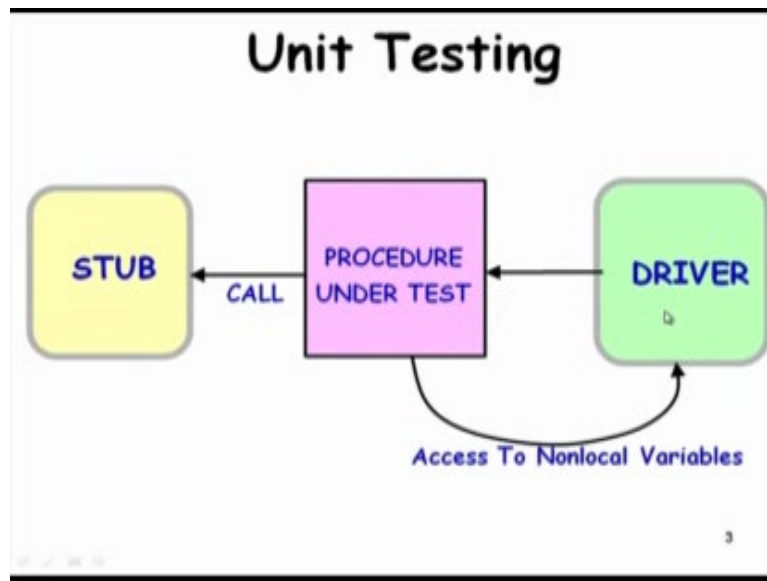 Unit Testing
STUB
CALL
PROCEDURE
UNDER TEST
DRIVER
Access To Nonlocal Variables
3